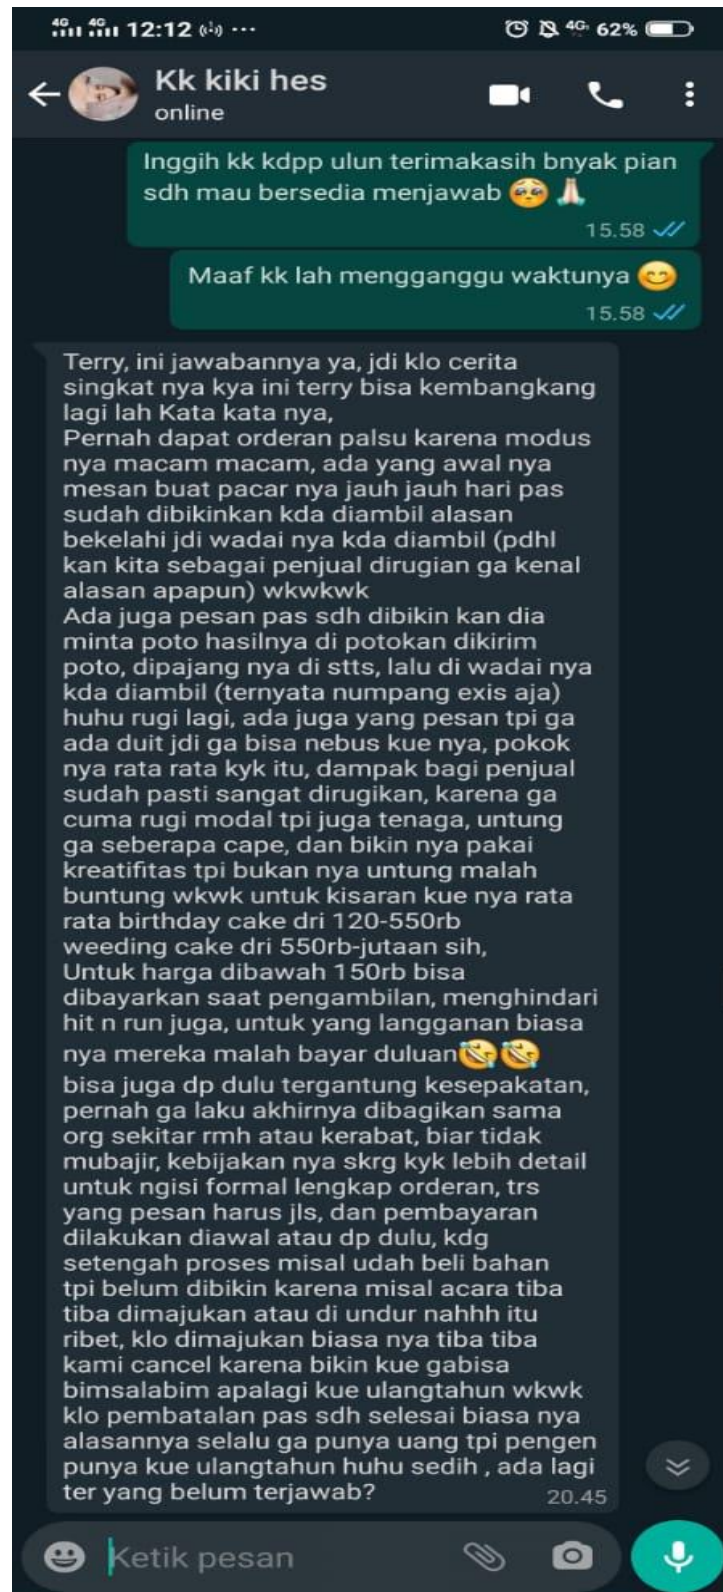 4G 4G 12:12 ... 4G 62%
Kk kiki hes
online
Inggih kk kdpp ulun terimakasih bnyak pian
sdh mau bersedia menjawab 🥺🙏🏻
15.58
Maaf kk lah mengganggu waktunya 😊
15.58
Terry, ini jawabannya ya, jdi klo cerita
singkat nya kya ini terry bisa kembangkang
lagi lah Kata kata nya,
Pernah dapat orderan palsu karena modus
nya macam macam, ada yang awal nya
mesan buat pacar nya jauh jauh hari pas
sudah dibikinkan kda diambil alasan
bekelahi jdi wadai nya kda diambil (pdhl
kan kita sebagai penjual dirugian ga kenal
alasan apapun) wkwkwk
Ada juga pesan pas sdh dibikin kan dia
minta poto hasilnya di potokan dikirim
poto, dipajang nya di stts, lalu di wadai nya
kda diambil (ternyata numpang exis aja)
huhu rugi lagi, ada juga yang pesan tpi ga
ada duit jdi ga bisa nebus kue nya, pokok
nya rata rata kyk itu, dampak bagi penjual
sudah pasti sangat dirugikan, karena ga
cuma rugi modal tpi juga tenaga, untung
ga seberapa cape, dan bikin nya pakai
kreatifitas tpi bukan nya untung malah
buntung wkwk untuk kisaran kue nya rata
rata birthday cake dri 120-550rb
weeding cake dri 550rb-jutaan sih,
Untuk harga dibawah 150rb bisa
dibayarkan saat pengambilan, menghindari
hit n run juga, untuk yang langganan biasa
nya mereka malah bayar duluan🤣🤣
bisa juga dp dulu tergantung kesepakatan,
pernah ga laku akhirnya dibagikan sama
org sekitar rmh atau kerabat, biar tidak
mubajir, kebijakan nya skrg kyk lebih detail
untuk ngisi formal lengkap orderan, trs
yang pesan harus jls, dan pembayaran
dilakukan diawal atau dp dulu, kdg
setengah proses misal udah beli bahan
tpi belum dibikin karena misal acara tiba
tiba dimajukan atau di undur nahhh itu
ribet, klo dimajukan biasa nya tiba tiba
kami cancel karena bikin kue gabisa
bimsalabim apalagi kue ulangtahun wkwk
klo pembatalan pas sdh selesai biasa nya
alasannya selalu ga punya uang tpi pengen
punya kue ulangtahun huhu sedih , ada lagi
ter yang belum terjawab?
20.45
Ketik pesan